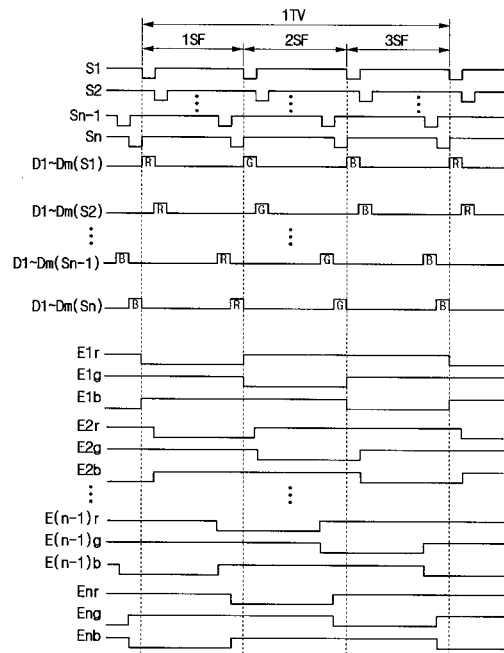 1TV
1SF 2SF 3SF
S1
S2
Sn-1
Sn
D1~Dm(S1) R G B R
D1~Dm(S2) R G B R
D1~Dm(Sn-1) B R G B
D1~Dm(Sn) B R G B
E1r
E1g
E1b
E2r
E2g
E2b
E(n-1)r
E(n-1)g
E(n-1)b
Enr
Eng
Enb